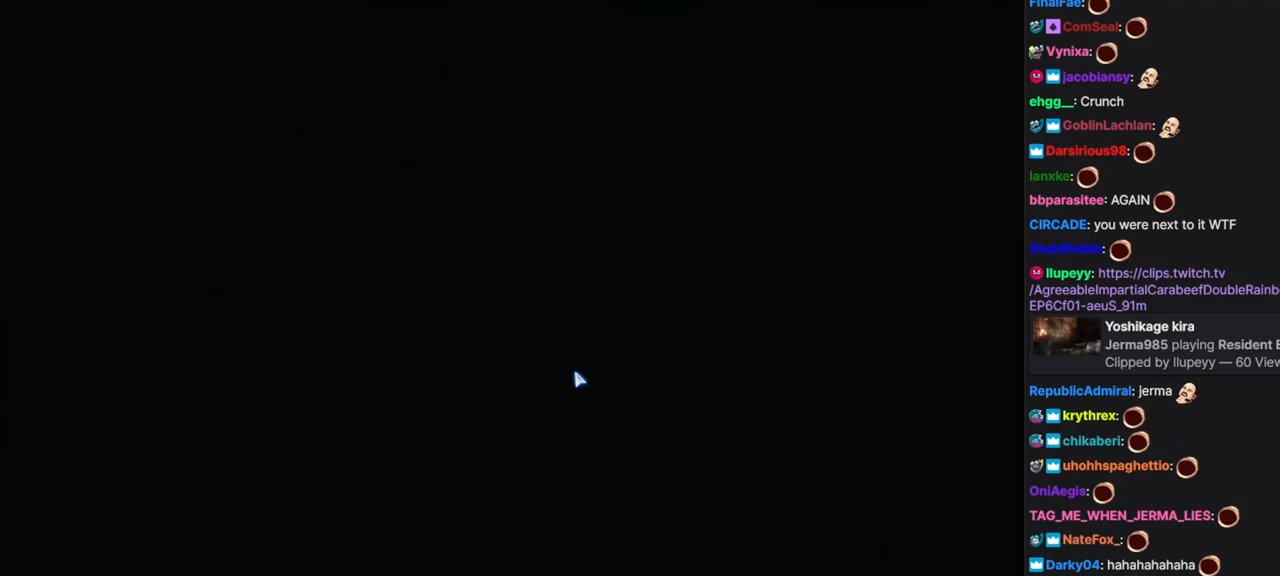 FinalFae:
ComSeal:
Vynixa:
jacobiansy:
ehgg__: Crunch
GoblinLachlan:
Darsirious98:
lanxke:
bbparasitee: AGAIN
CIRCADE: you were next to it WTF
llupeyy: https://clips.twitch.tv
/AgreeableImpartialCarabeefDoubleRainb
EP6Cf01-aeuS_91m
Yoshikage kira
Jerma985 playing Resident E
Clipped by llupeyy — 60 View
RepublicAdmiral: jerma
krythrex:
chikaberi:
uhohhspaghettio:
OniAegis:
TAG_ME_WHEN_JERMA_LIES:
NateFox_:
Darky04: hahahahahaha